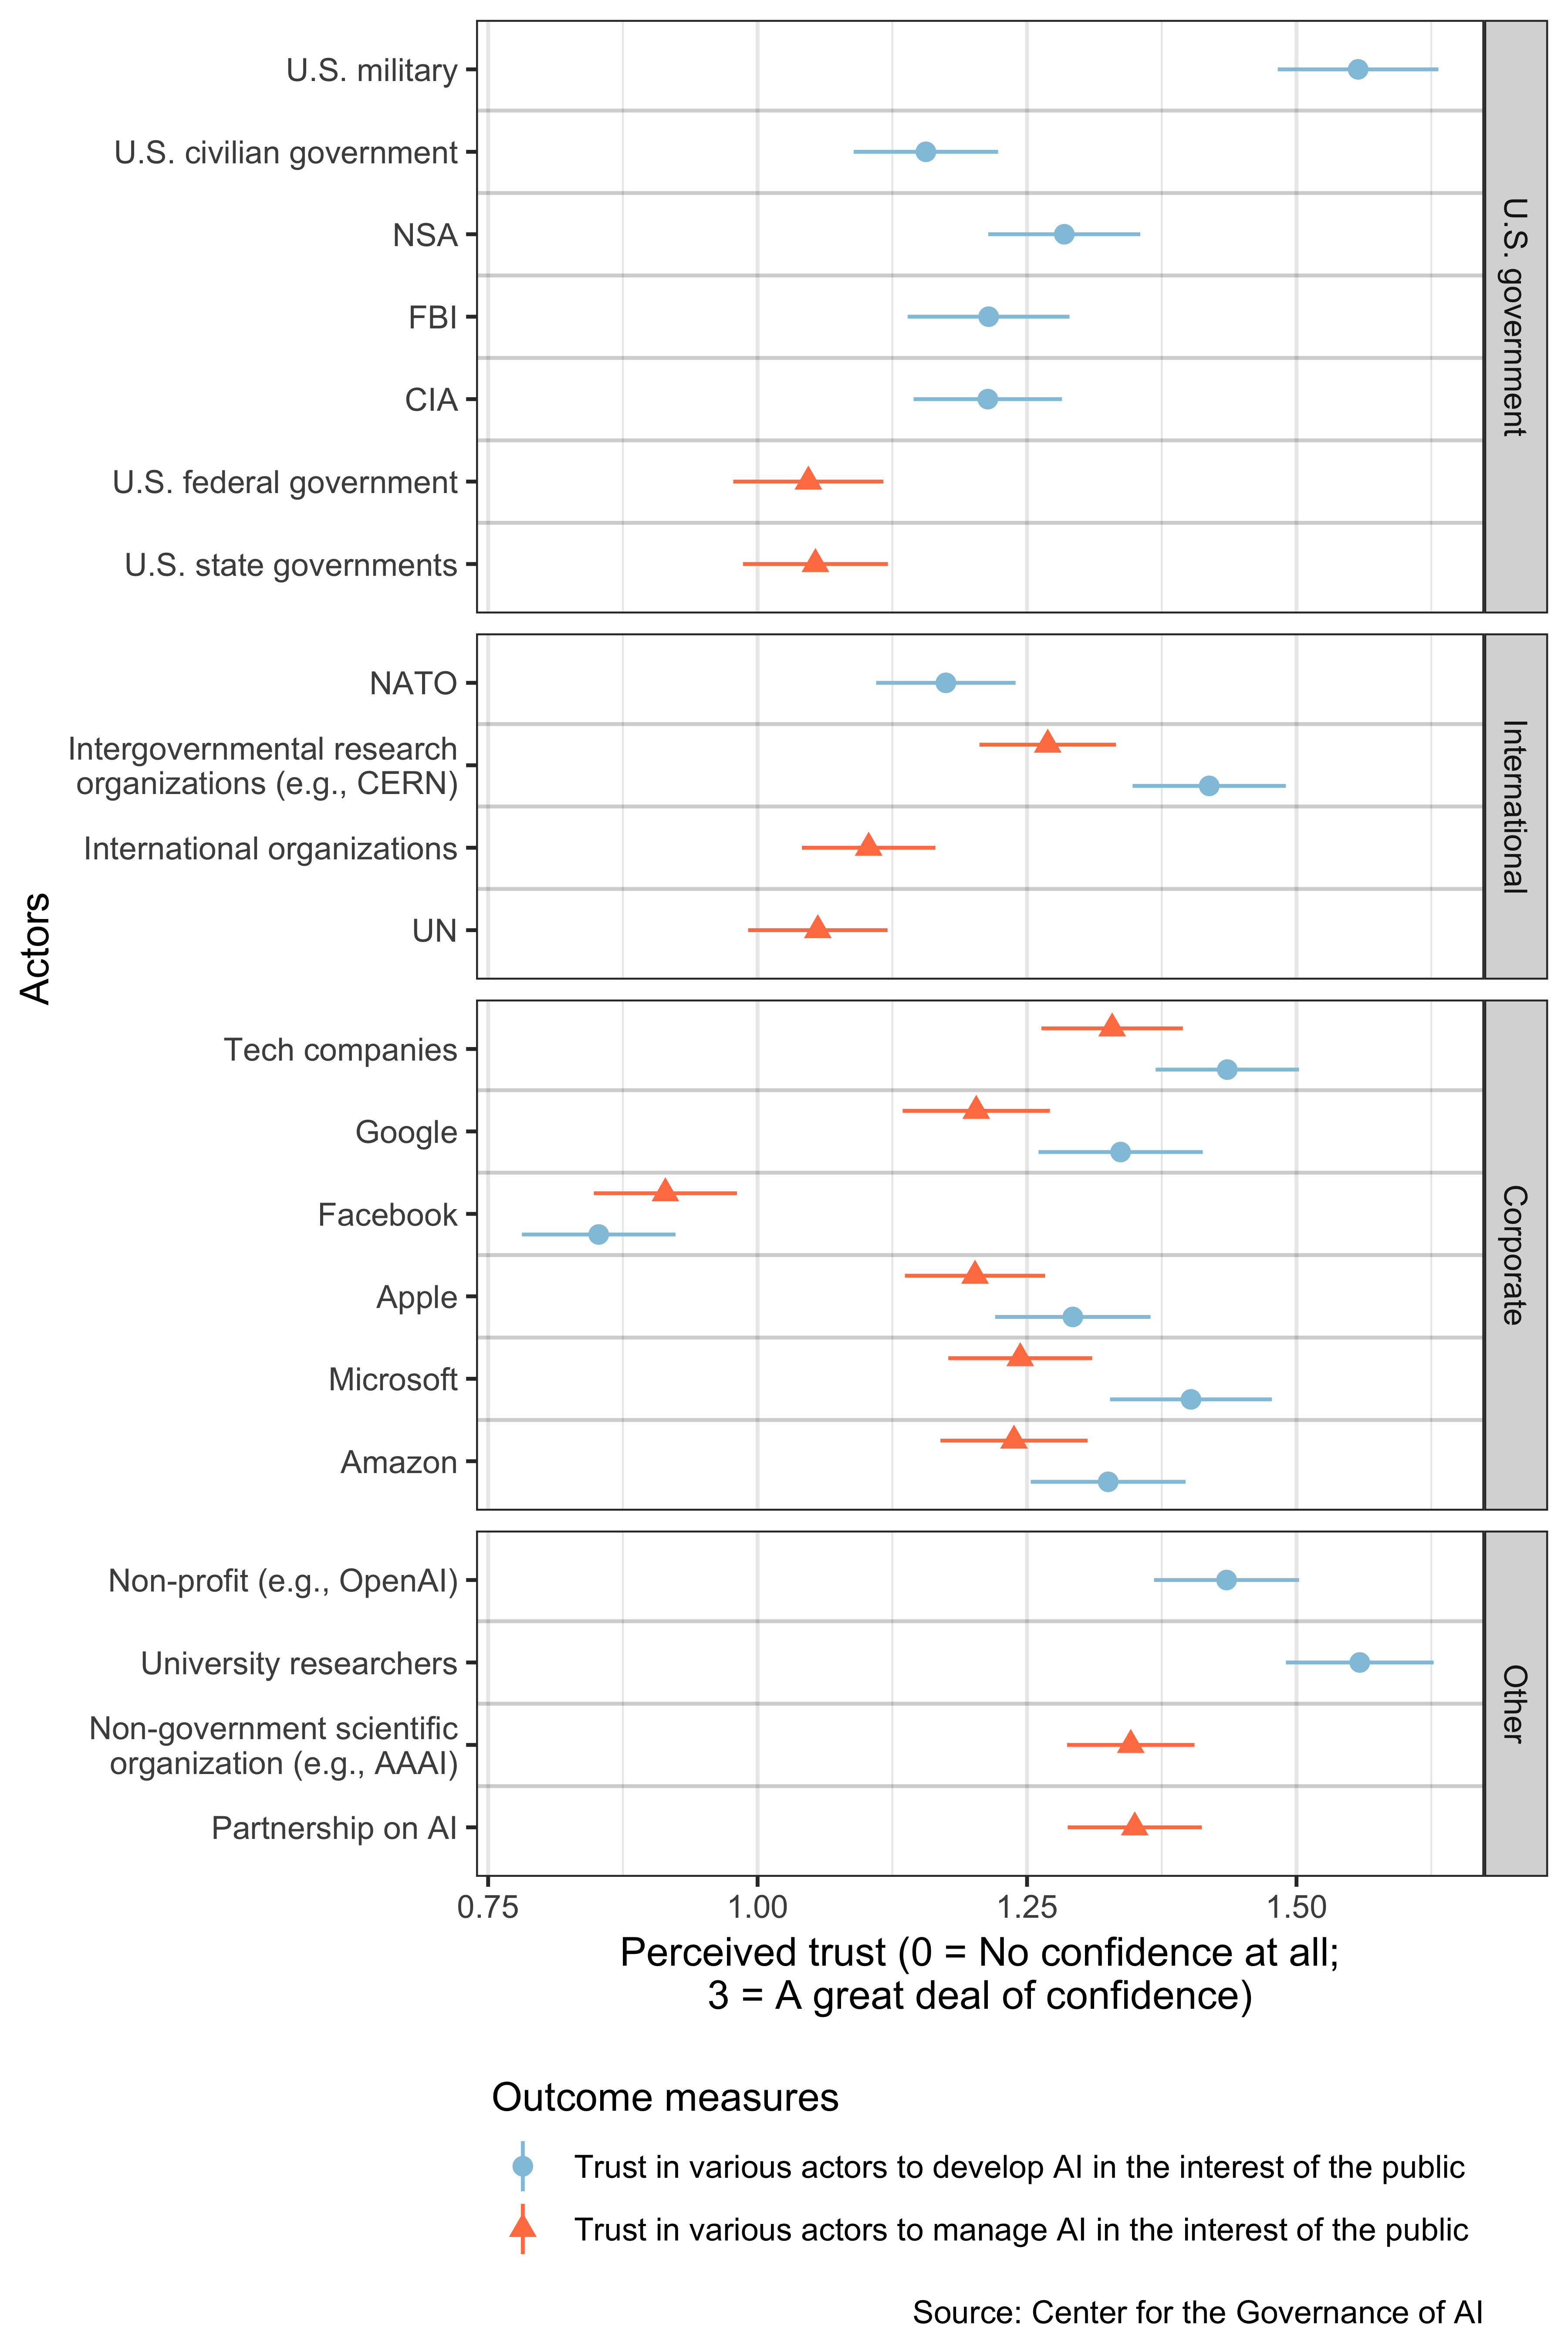 U.S. military
U.S. civilian government
NSA
FBI
CIA
U.S. federal government
U.S. state governments
U.S. government
NATO
Intergovernmental research
organizations (e.g., CERN)
International organizations
UN
International
Actors
Tech companies
Google
Facebook
Apple
Microsoft
Amazon
Corporate
Non-profit (e.g., OpenAI)
University researchers
Non-government scientific
organization (e.g., AAAI)
Partnership on AI
Other
0.75 1.00 1.25 1.50
Perceived trust (0 = No confidence at all;
3 = A great deal of confidence)
Outcome measures
Trust in various actors to develop AI in the interest of the public
Trust in various actors to manage AI in the interest of the public
Source: Center for the Governance of AI